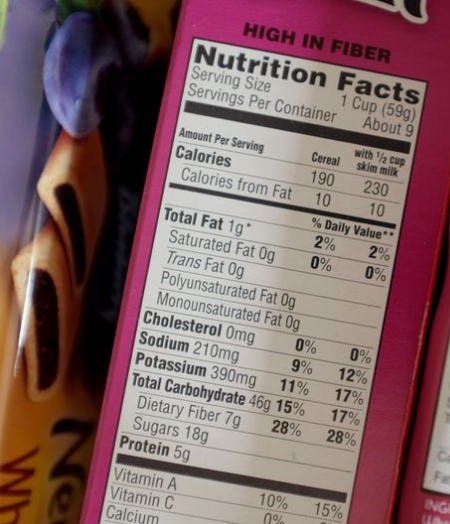 HIGH IN FIBER
Nutrition Facts
Serving Size 1 Cup (59g)
Servings Per Container About 9
Amount Per Serving Cereal with 1/2 cup skim milk
Calories 190 230
Calories from Fat 10 10
% Daily Value**
Total Fat 1g* 2% 2%
Saturated Fat 0g 0% 0%
Trans Fat 0g
Polyunsaturated Fat 0g
Monounsaturated Fat 0g
Cholesterol 0mg 0% 0%
Sodium 210mg 9% 12%
Potassium 390mg 11% 17%
Total Carbohydrate 46g 15% 17%
Dietary Fiber 7g 28% 28%
Sugars 18g
Protein 5g
Vitamin A 10% 15%
Vitamin C 0%
Calcium
Ne
Wh